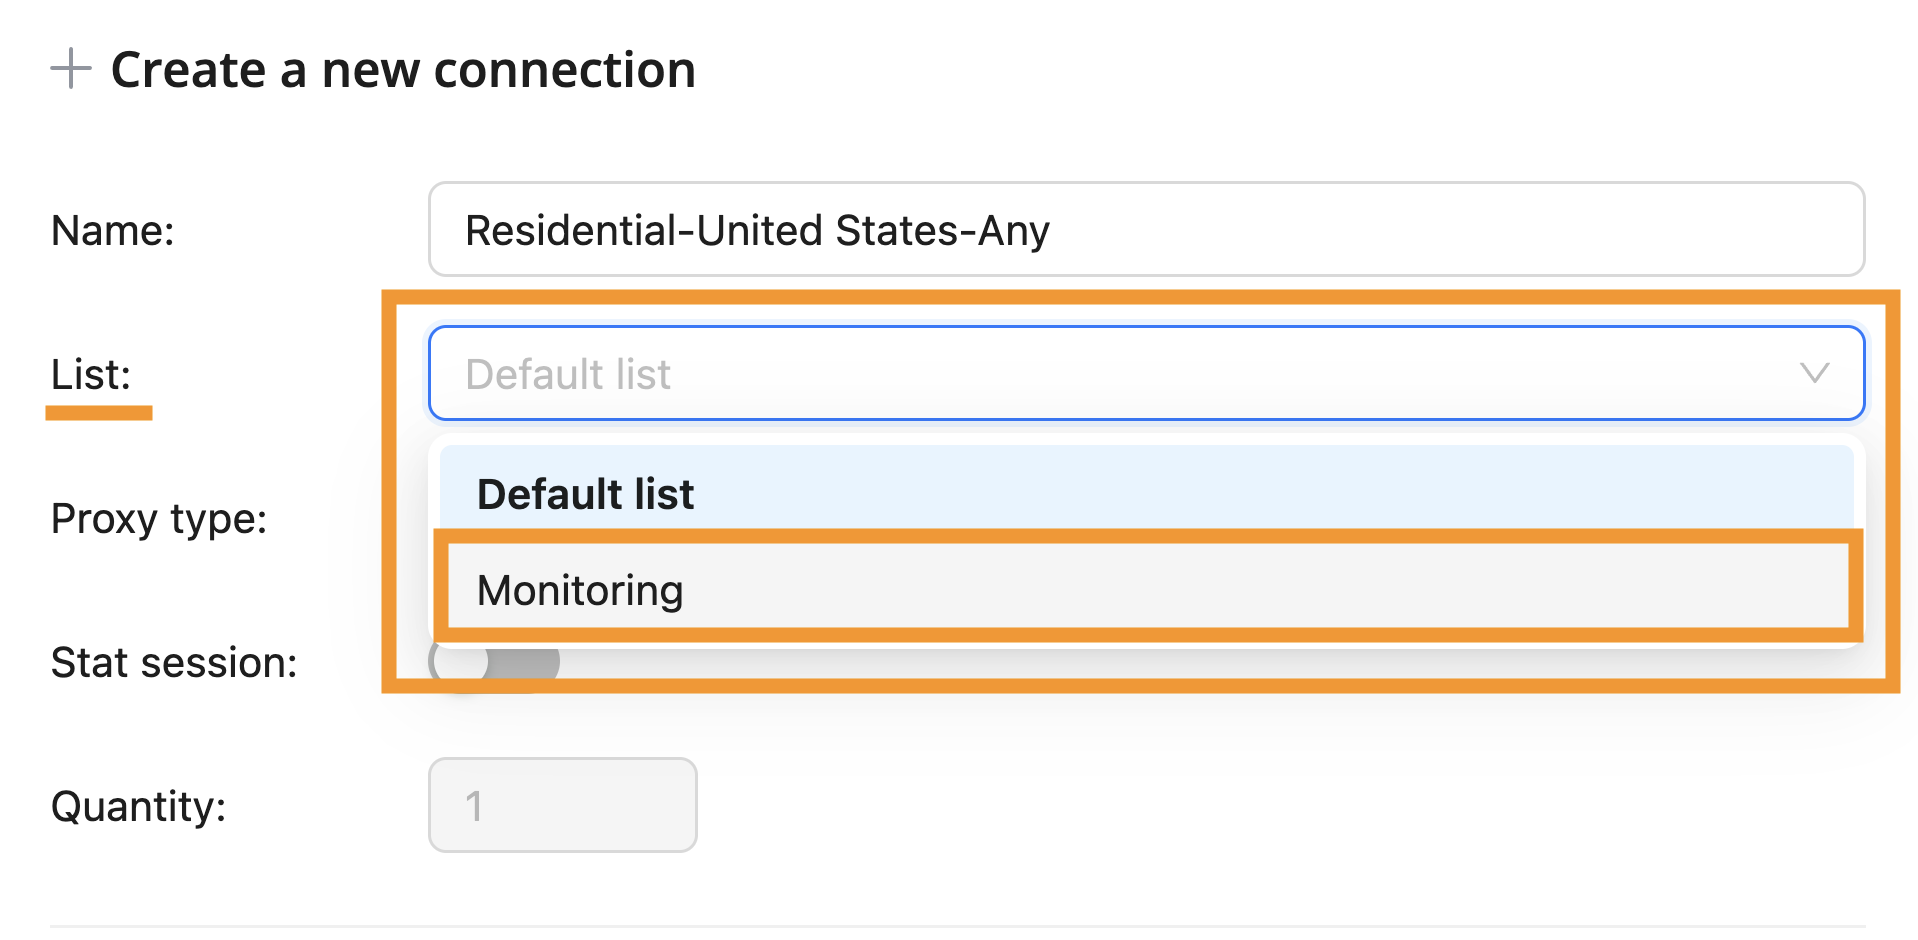 Create a new connection
Name:
Residential-United States-Any
List:
Default list
Default list
Proxy type:
Monitoring
Stat session:
Quantity:
1